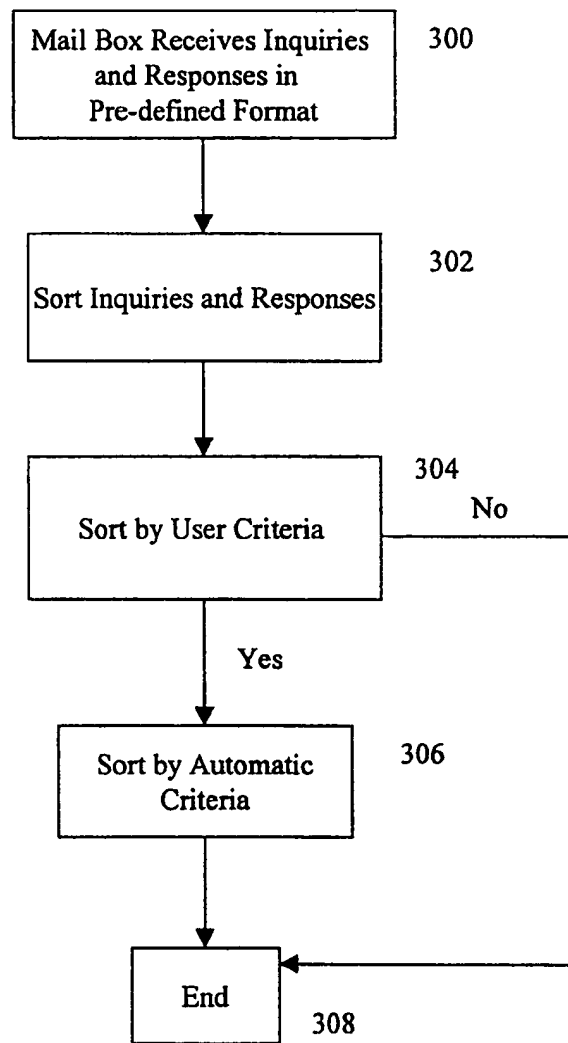 Mail Box Receives Inquiries
and Responses in
Pre-defined Format
300
302
Sort Inquiries and Responses
304
Sort by User Criteria
No
Yes
Sort by Automatic
Criteria
306
End
308